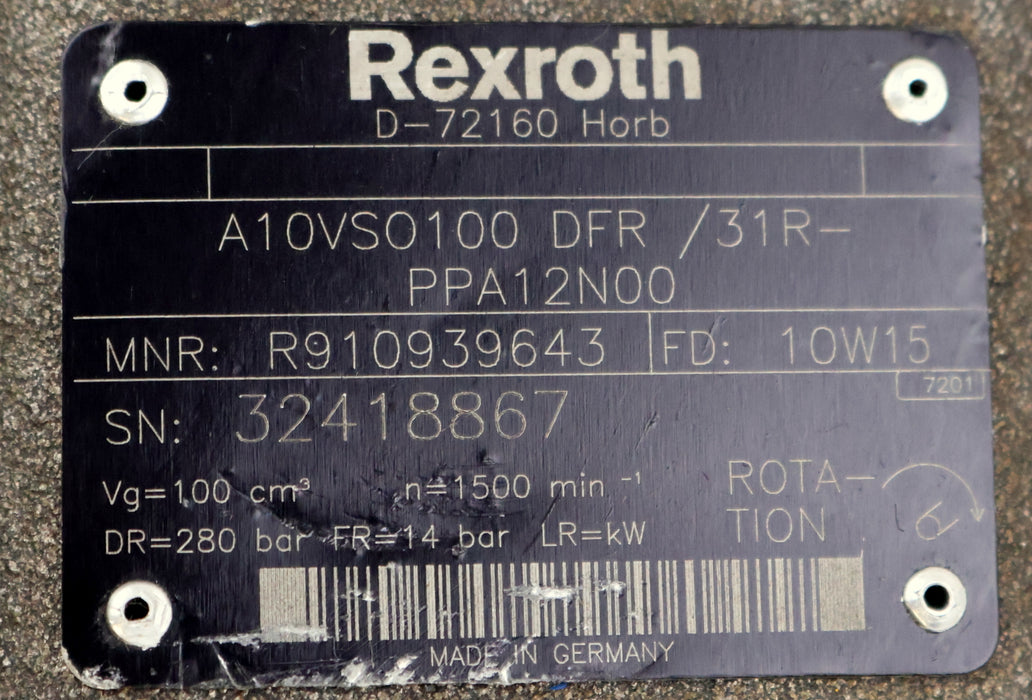 Rexroth
D-72160 Horb
A10VSO100 DFR /31R-
PPA12N00
MNR: R910939643 FD: 10W15
7201
SN: 32418867
Vg=100 cm³ n=1500 min ⁻¹
DR=280 bar FR=14 bar LR=kW
ROTA-
TION
MADE IN GERMANY